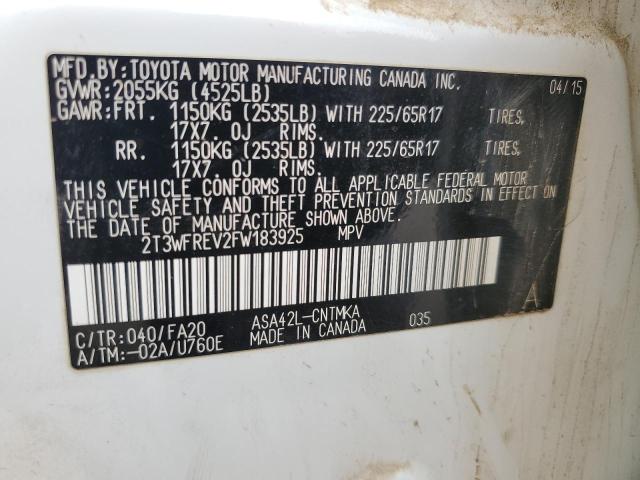 MFD.BY:TOYOTA MOTOR MANUFACTURING CANADA INC. 04/15
GVWR:2055KG (4525LB)
GAWR:FRT. 1150KG (2535LB) WITH 225/65R17 TIRES,
17X7.0J RIMS.
RR. 1150KG (2535LB) WITH 225/65R17 TIRES,
17X7.0J RIMS.
THIS VEHICLE CONFORMS TO ALL APPLICABLE FEDERAL MOTOR
VEHICLE SAFETY AND THEFT PREVENTION STANDARDS IN EFFECT ON
THE DATE OF MANUFACTURE SHOWN ABOVE.
2T3WFREV2FW183925 MPV
A
C/TR:040/FA20 ASA42L-CNTMKA 035
A/TM:-02A/U760E MADE IN CANADA